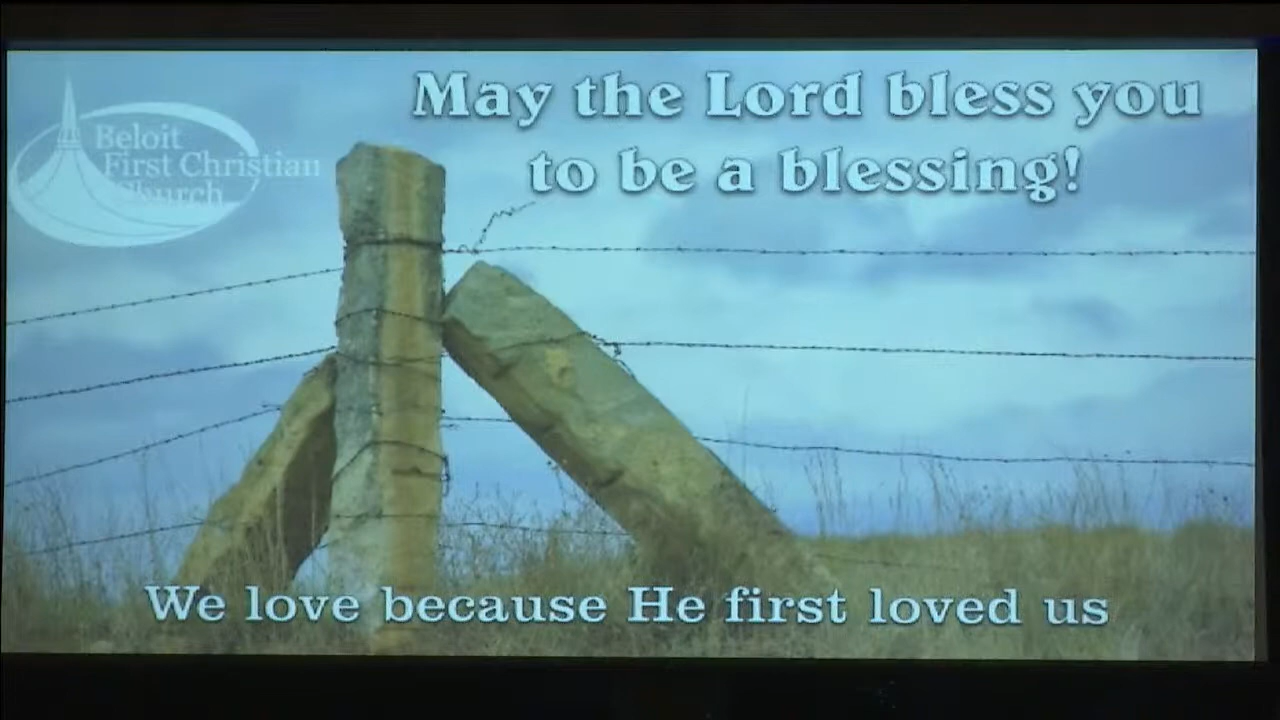 May the Lord bless you
to be a blessing!
Beloit
First Christian
Church
We love because He first loved us